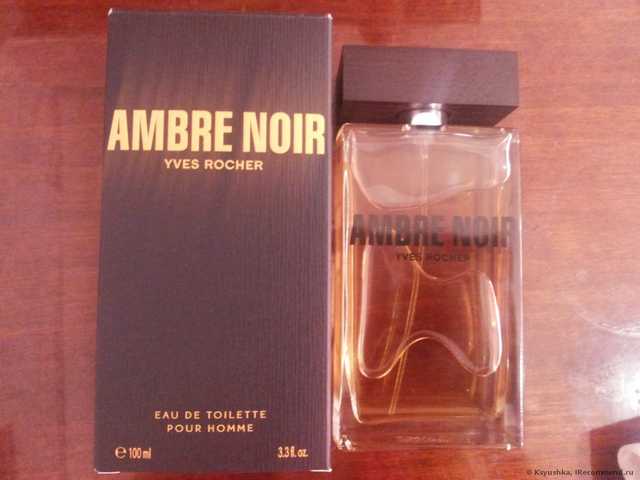 AMBRE NOIR
YVES ROCHER
EAU DE TOILETTE
POUR HOMME
℮ 100 ml
3.3 fl. oz.
AMBRE NOIR
YVES ROCHER
© Ksyushka, IRecommend.ru